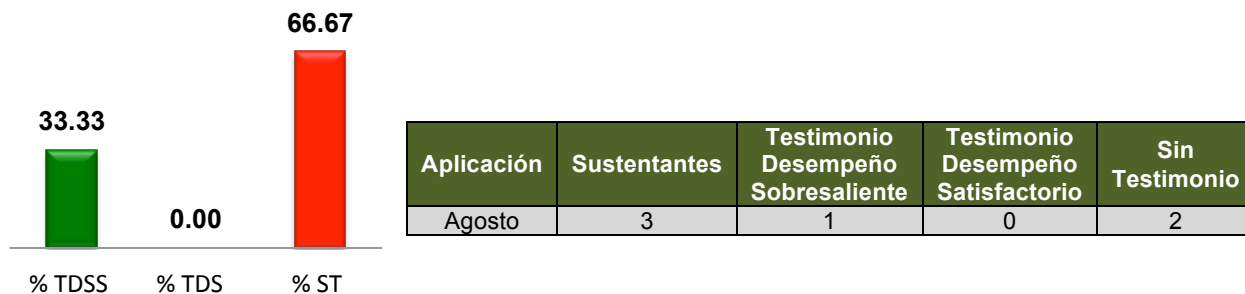 66.67
33.33
0.00
% TDSS
% TDS
% ST
Aplicación
Sustentantes
Testimonio
Desempeño
Sobresaliente
Testimonio
Desempeño
Satisfactorio
Sin
Testimonio
Agosto
3
1
0
2